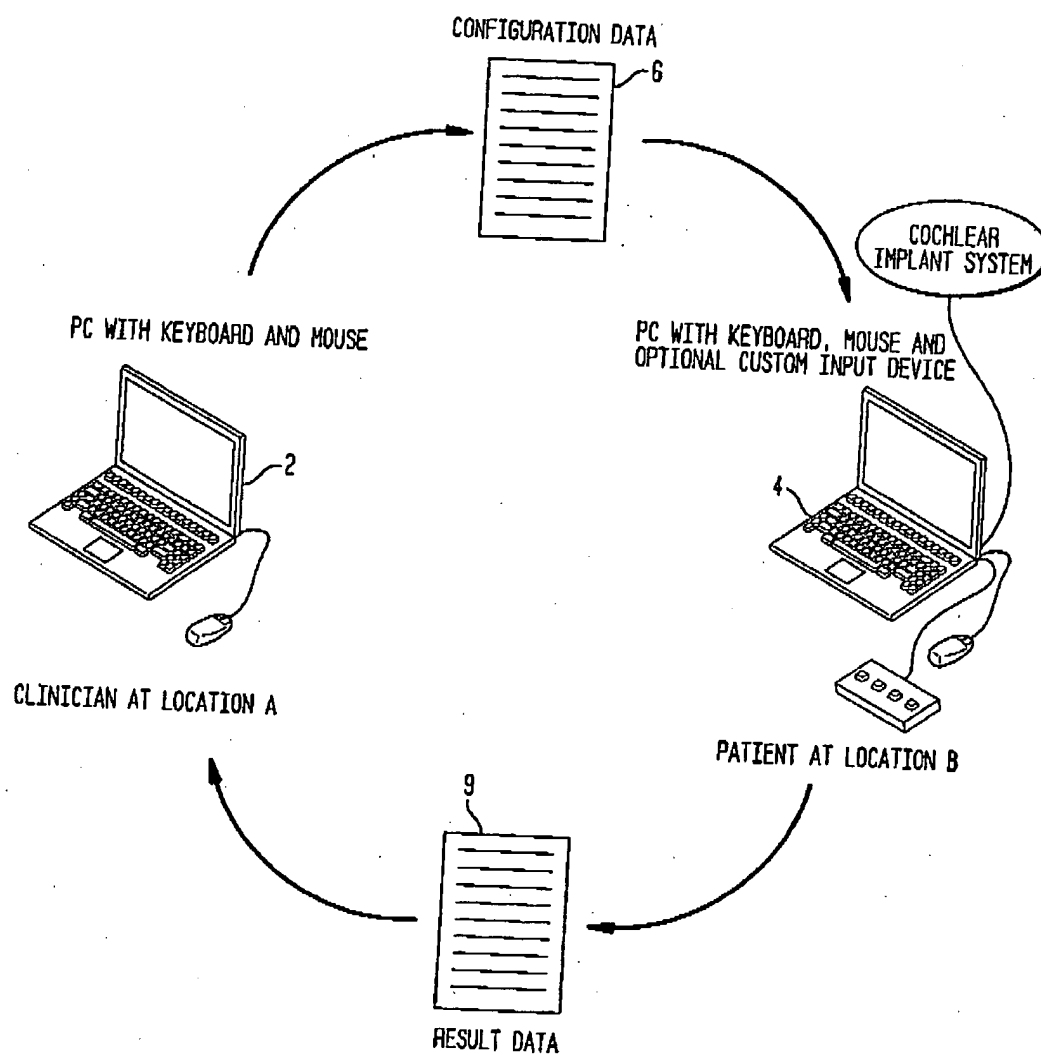 CONFIGURATION DATA
6
COCHLEAR
IMPLANT SYSTEM
PC WITH KEYBOARD AND MOUSE
PC WITH KEYBOARD, MOUSE AND
OPTIONAL CUSTOM INPUT DEVICE
2
4
CLINICIAN AT LOCATION A
PATIENT AT LOCATION B
9
RESULT DATA